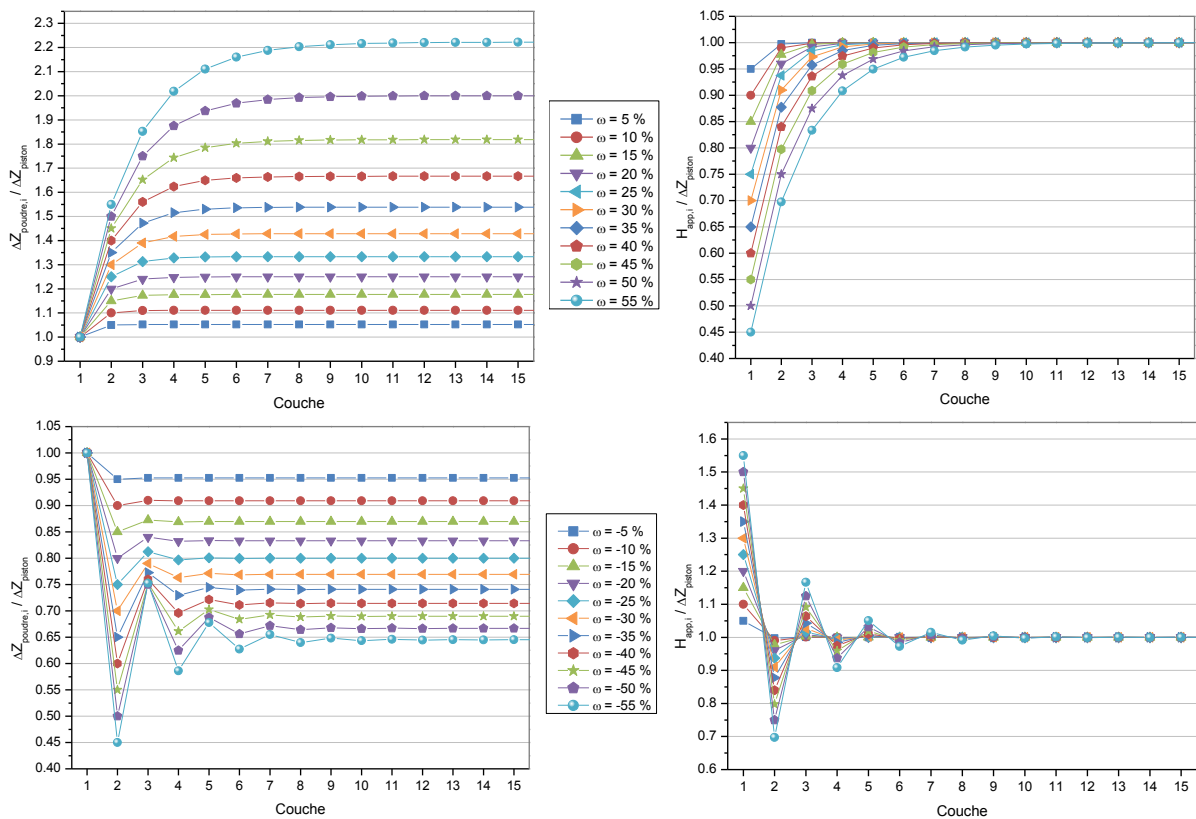 2.3
2.2
2.1
2.0
1.9
1.8
1.7
1.6
1.5
1.4
1.3
1.2
1.1
1.0
0.9
ΔZpoudre,i / ΔZpiston
1 2 3 4 5 6 7 8 9 10 11 12 13 14 15
Couche
ω = 5 %
ω = 10 %
ω = 15 %
ω = 20 %
ω = 25 %
ω = 30 %
ω = 35 %
ω = 40 %
ω = 45 %
ω = 50 %
ω = 55 %
1.05
1.00
0.95
0.90
0.85
0.80
0.75
0.70
0.65
0.60
0.55
0.50
0.45
0.40
Happ,i / ΔZpiston
1 2 3 4 5 6 7 8 9 10 11 12 13 14 15
Couche
1.05
1.00
0.95
0.90
0.85
0.80
0.75
0.70
0.65
0.60
0.55
0.50
0.45
0.40
ΔZpoudre,i / ΔZpiston
1 2 3 4 5 6 7 8 9 10 11 12 13 14 15
Couche
ω = -5 %
ω = -10 %
ω = -15 %
ω = -20 %
ω = -25 %
ω = -30 %
ω = -35 %
ω = -40 %
ω = -45 %
ω = -50 %
ω = -55 %
1.6
1.5
1.4
1.3
1.2
1.1
1.0
0.9
0.8
0.7
0.6
Happ,i / ΔZpiston
1 2 3 4 5 6 7 8 9 10 11 12 13 14 15
Couche